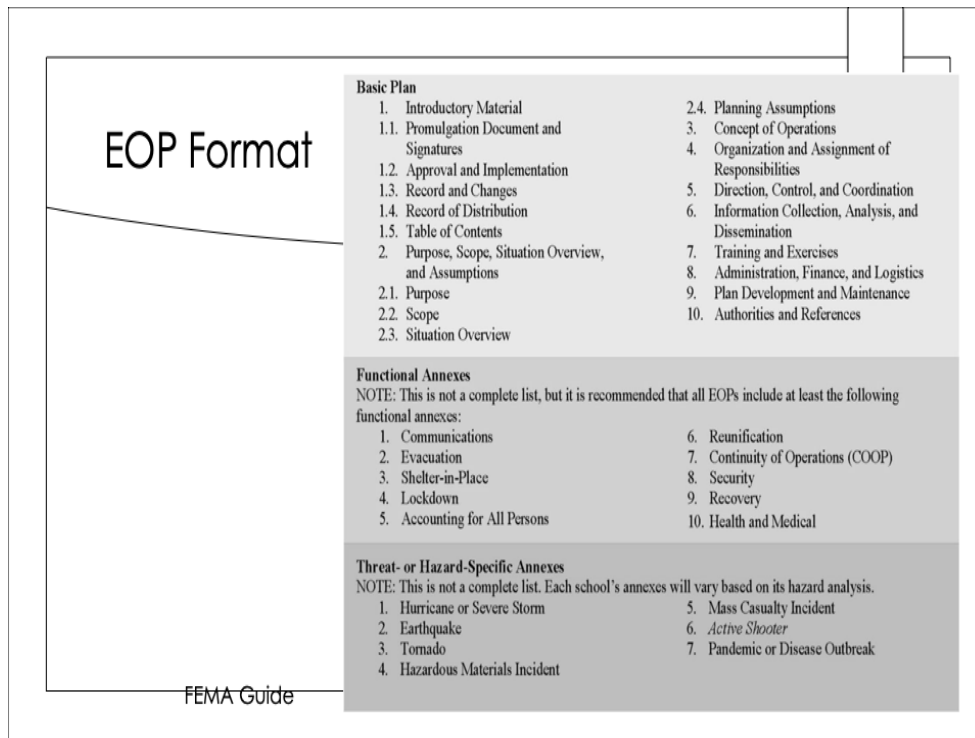 EOP Format
Basic Plan
1. Introductory Material
1.1. Promulgation Document and
Signatures
1.2. Approval and Implementation
1.3. Record and Changes
1.4. Record of Distribution
1.5. Table of Contents
2. Purpose, Scope, Situation Overview,
and Assumptions
2.1. Purpose
2.2. Scope
2.3. Situation Overview
2.4. Planning Assumptions
3. Concept of Operations
4. Organization and Assignment of
Responsibilities
5. Direction, Control, and Coordination
6. Information Collection, Analysis, and
Dissemination
7. Training and Exercises
8. Administration, Finance, and Logistics
9. Plan Development and Maintenance
10. Authorities and References
Functional Annexes
NOTE: This is not a complete list, but it is recommended that all EOPs include at least the following
functional annexes:
1. Communications
2. Evacuation
3. Shelter-in-Place
4. Lockdown
5. Accounting for All Persons
6. Reunification
7. Continuity of Operations (COOP)
8. Security
9. Recovery
10. Health and Medical
Threat- or Hazard-Specific Annexes
NOTE: This is not a complete list. Each school's annexes will vary based on its hazard analysis.
1. Hurricane or Severe Storm
2. Earthquake
3. Tornado
4. Hazardous Materials Incident
5. Mass Casualty Incident
6. Active Shooter
7. Pandemic or Disease Outbreak
FEMA Guide